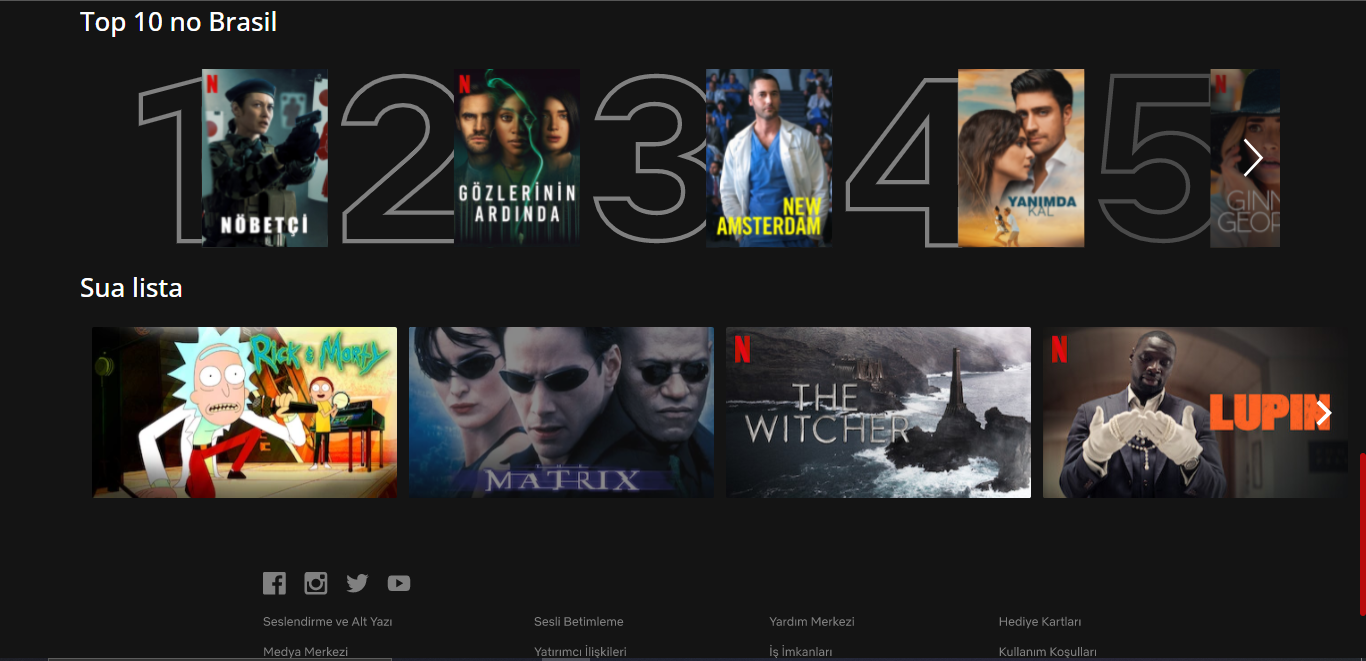 Top 10 no Brasil
1
N
NÖBETÇİ
2
N
GÖZLERİNİN
ARDINDA
3
NEW
AMSTERDAM
4
YANIMDA
KAL
5
N
GINN
GEOR
Sua lista
RICK & MORTY
MATRIX
N
THE
WITCHER
N
LUPIN
Seslendirme ve Alt Yazı Sesli Betimleme Yardım Merkezi Hediye Kartları
Medya Merkezi Yatırımcı İlişkileri İş İmkanları Kullanım Koşulları